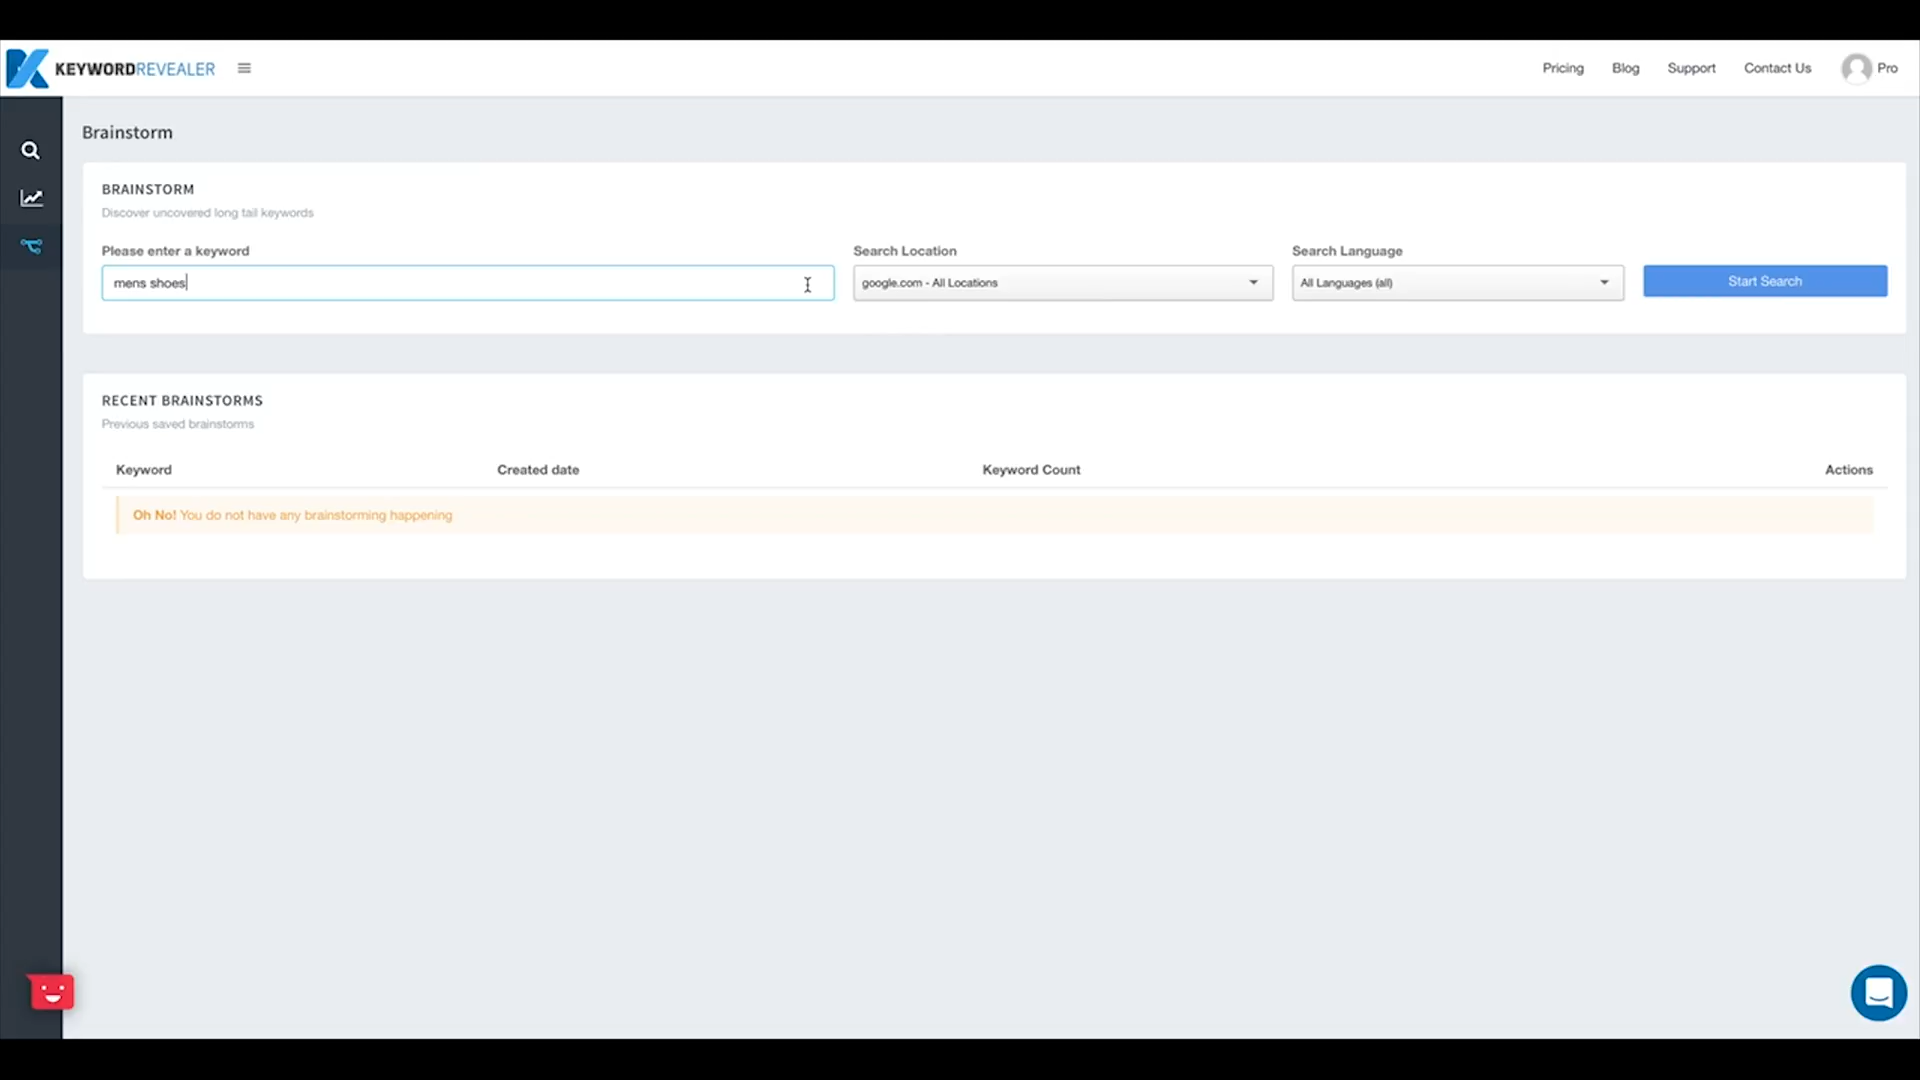 KEYWORDREVEALER
Pricing Blog Support Contact Us Pro
Brainstorm
BRAINSTORM
Discover uncovered long tail keywords
Please enter a keyword Search Location Search Language
mens shoes google.com - All Locations All Languages (all) Start Search
RECENT BRAINSTORMS
Previous saved brainstorms
Keyword Created date Keyword Count Actions
Oh No! You do not have any brainstorming happening